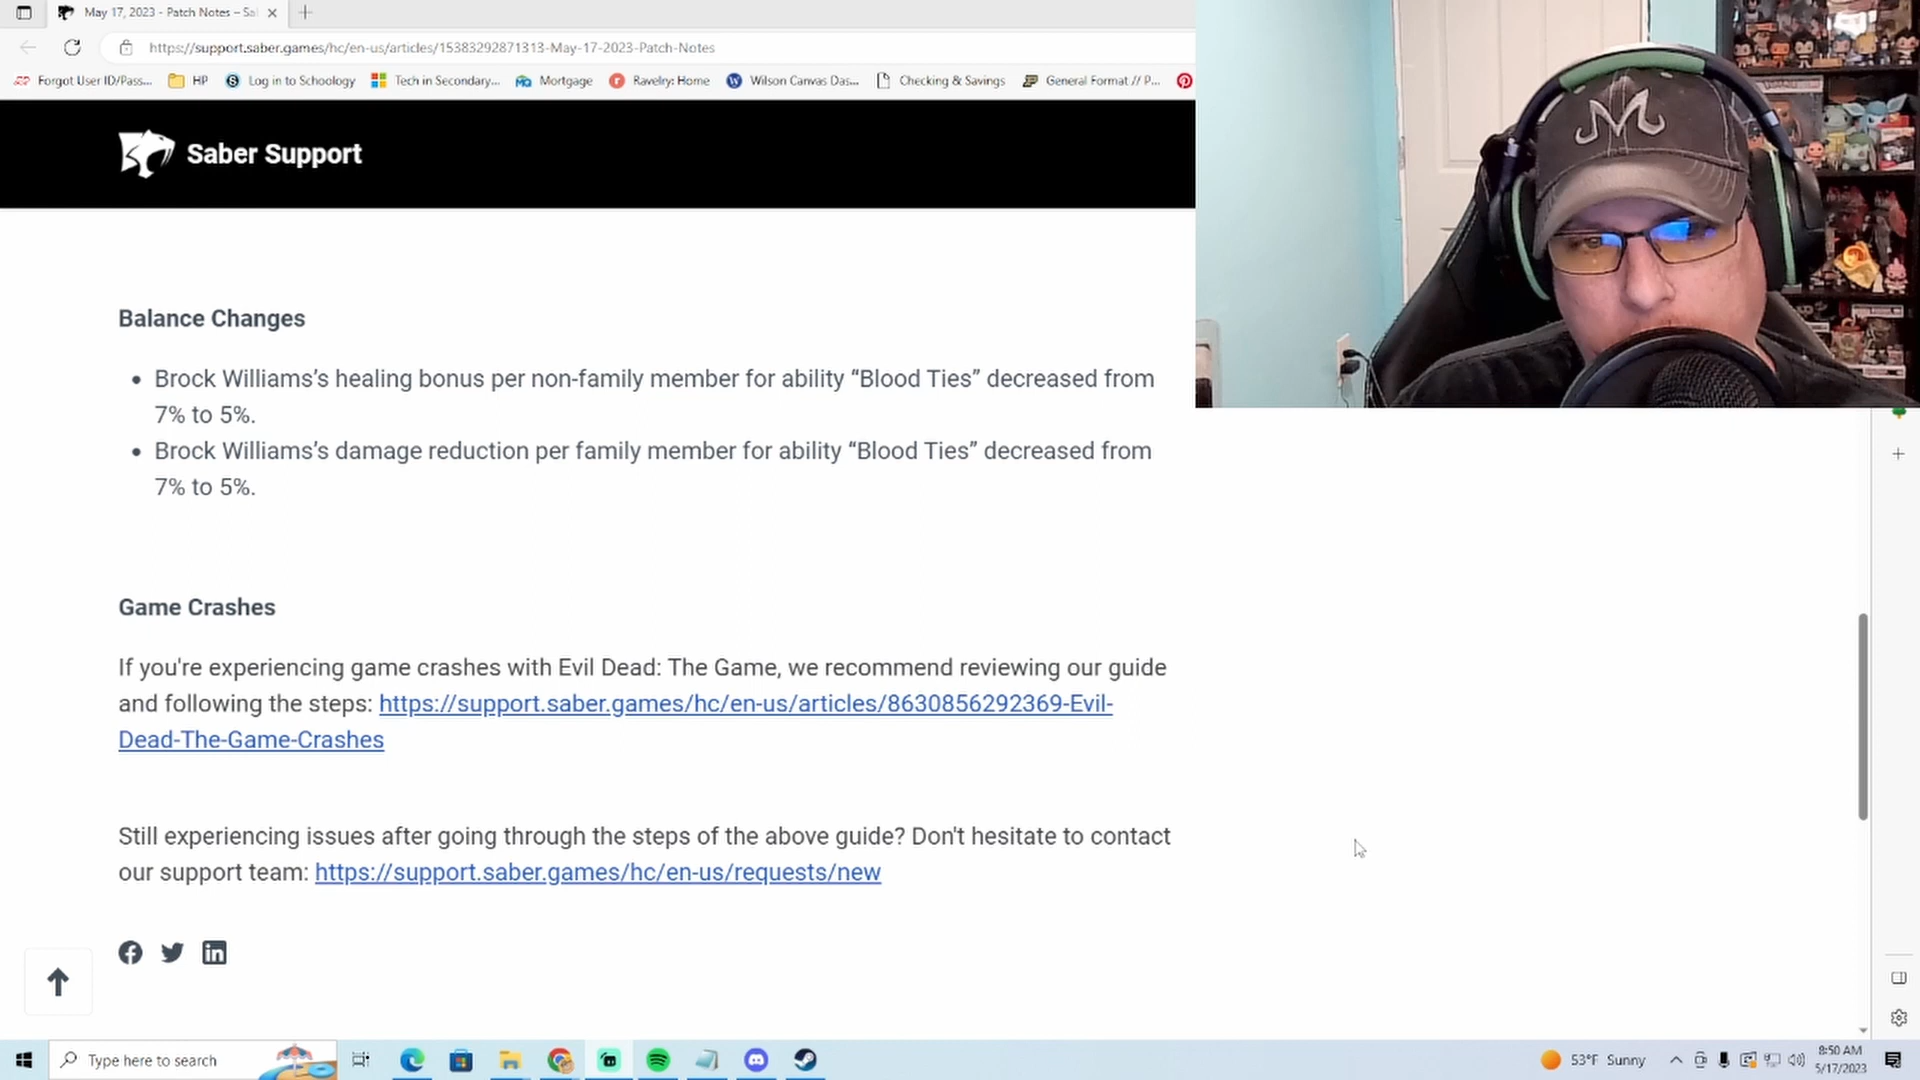 May 17, 2023 - Patch Notes – Sa
https://support.saber.games/hc/en-us/articles/15383292871313-May-17-2023-Patch-Notes
Forgot User ID/Pass... HP Log in to Schoology Tech in Secondary... Mortgage Ravelry: Home Wilson Canvas Das... Checking & Savings General Format // P...
Saber Support
Balance Changes
• Brock Williams’s healing bonus per non-family member for ability “Blood Ties” decreased from
7% to 5%.
• Brock Williams’s damage reduction per family member for ability “Blood Ties” decreased from
7% to 5%.
Game Crashes
If you're experiencing game crashes with Evil Dead: The Game, we recommend reviewing our guide
and following the steps: https://support.saber.games/hc/en-us/articles/8630856292369-Evil-
Dead-The-Game-Crashes
Still experiencing issues after going through the steps of the above guide? Don't hesitate to contact
our support team: https://support.saber.games/hc/en-us/requests/new
Type here to search
53°F Sunny
8:50 AM
5/17/2023